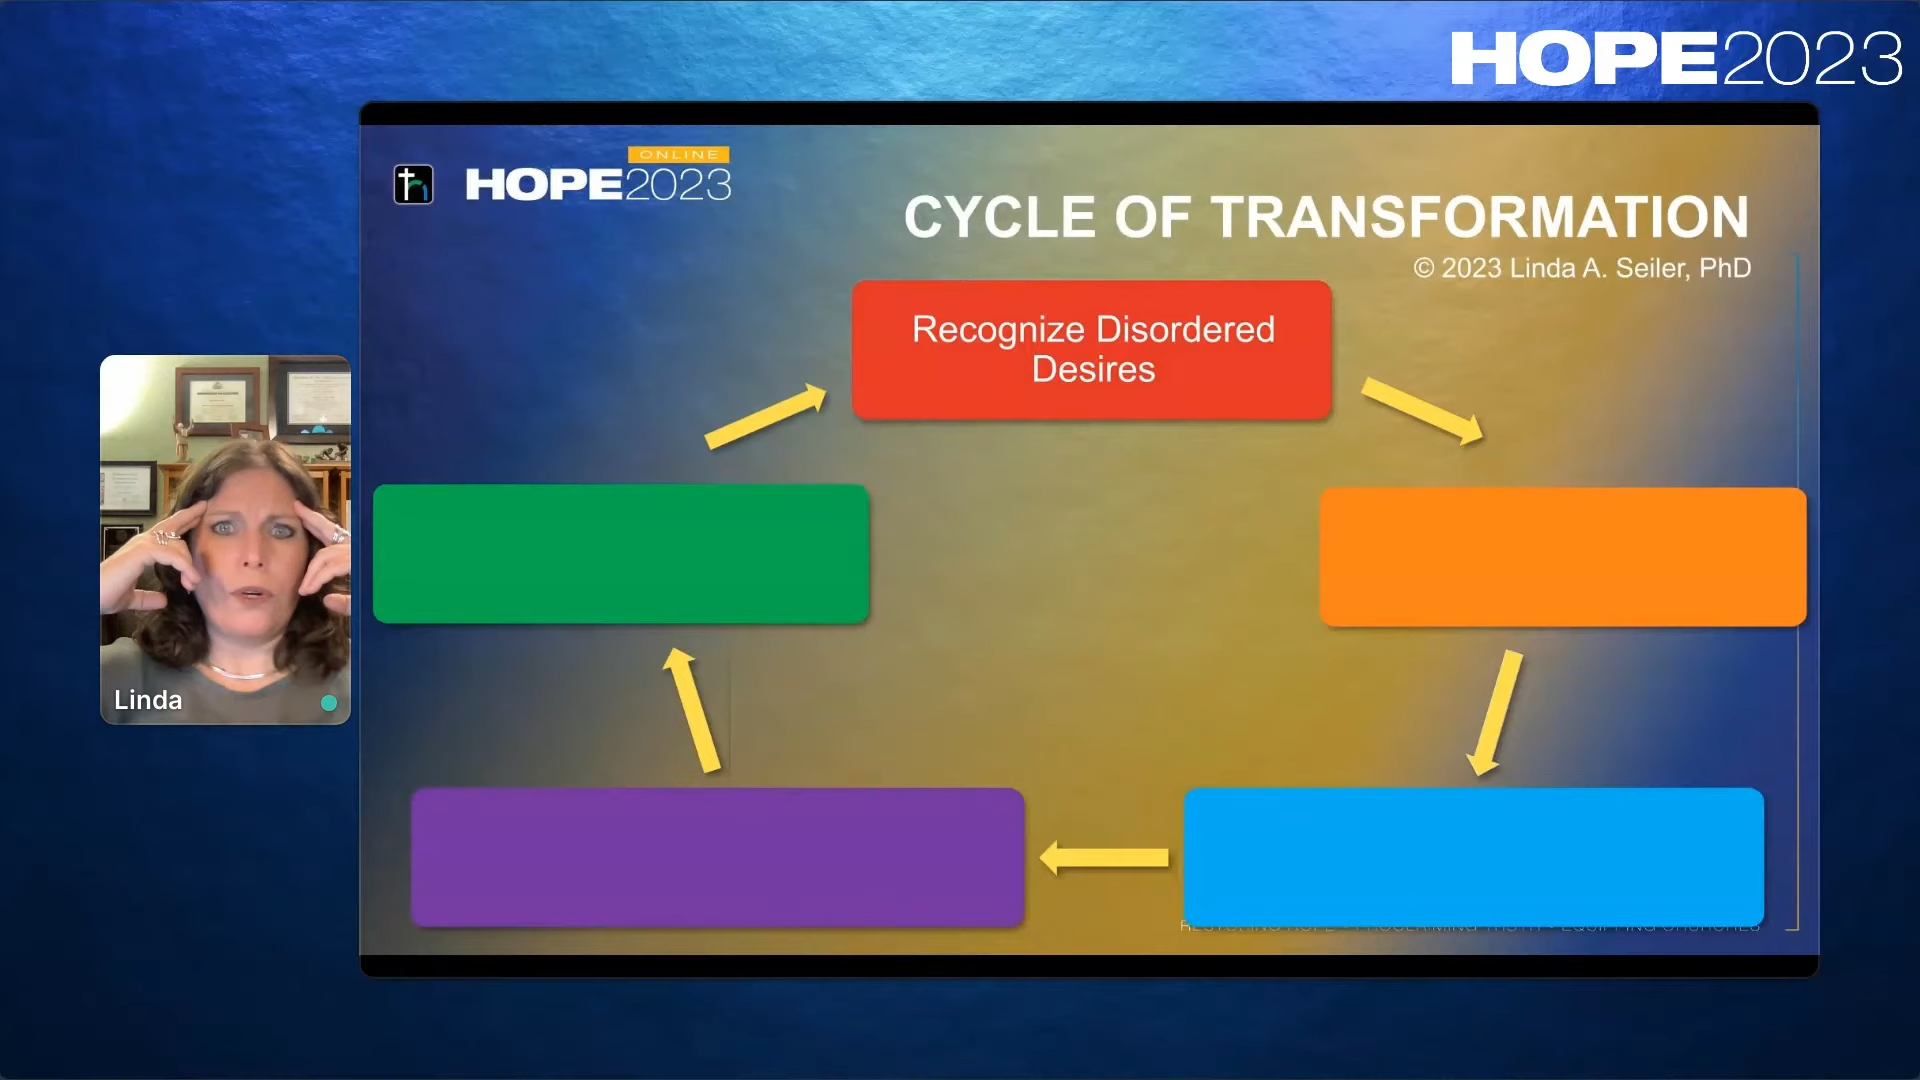 HOPE2023
ONLINE
HOPE2023
CYCLE OF TRANSFORMATION
© 2023 Linda A. Seiler, PhD
Recognize Disordered
Desires
Linda